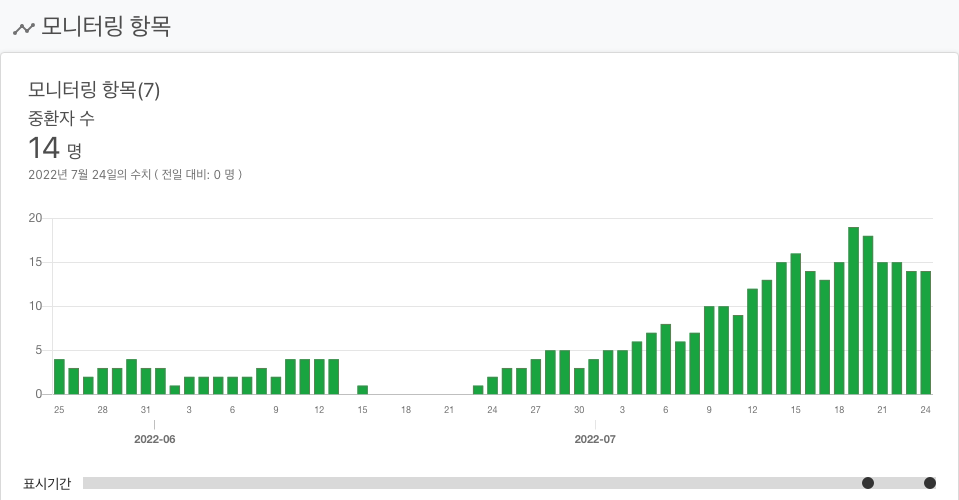 모니터링 항목
모니터링 항목(7)
중환자 수
14 명
2022년 7월 24일의 수치 ( 전일 대비: 0 명 )
20
15
10
5
0
25 28 31 3 6 9 12 15 18 21 24 27 30 3 6 9 12 15 18 21 24
2022-06 2022-07
표시기간